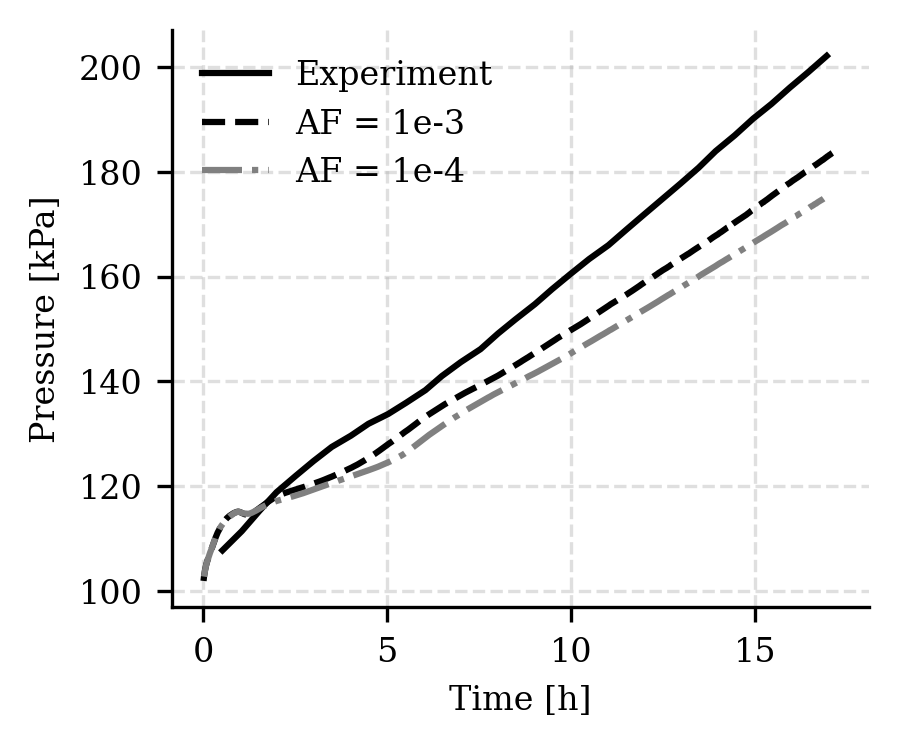 200
180
160
140
120
100
Pressure [kPa]
Experiment
AF = 1e-3
AF = 1e-4
0
5
10
15
Time [h]